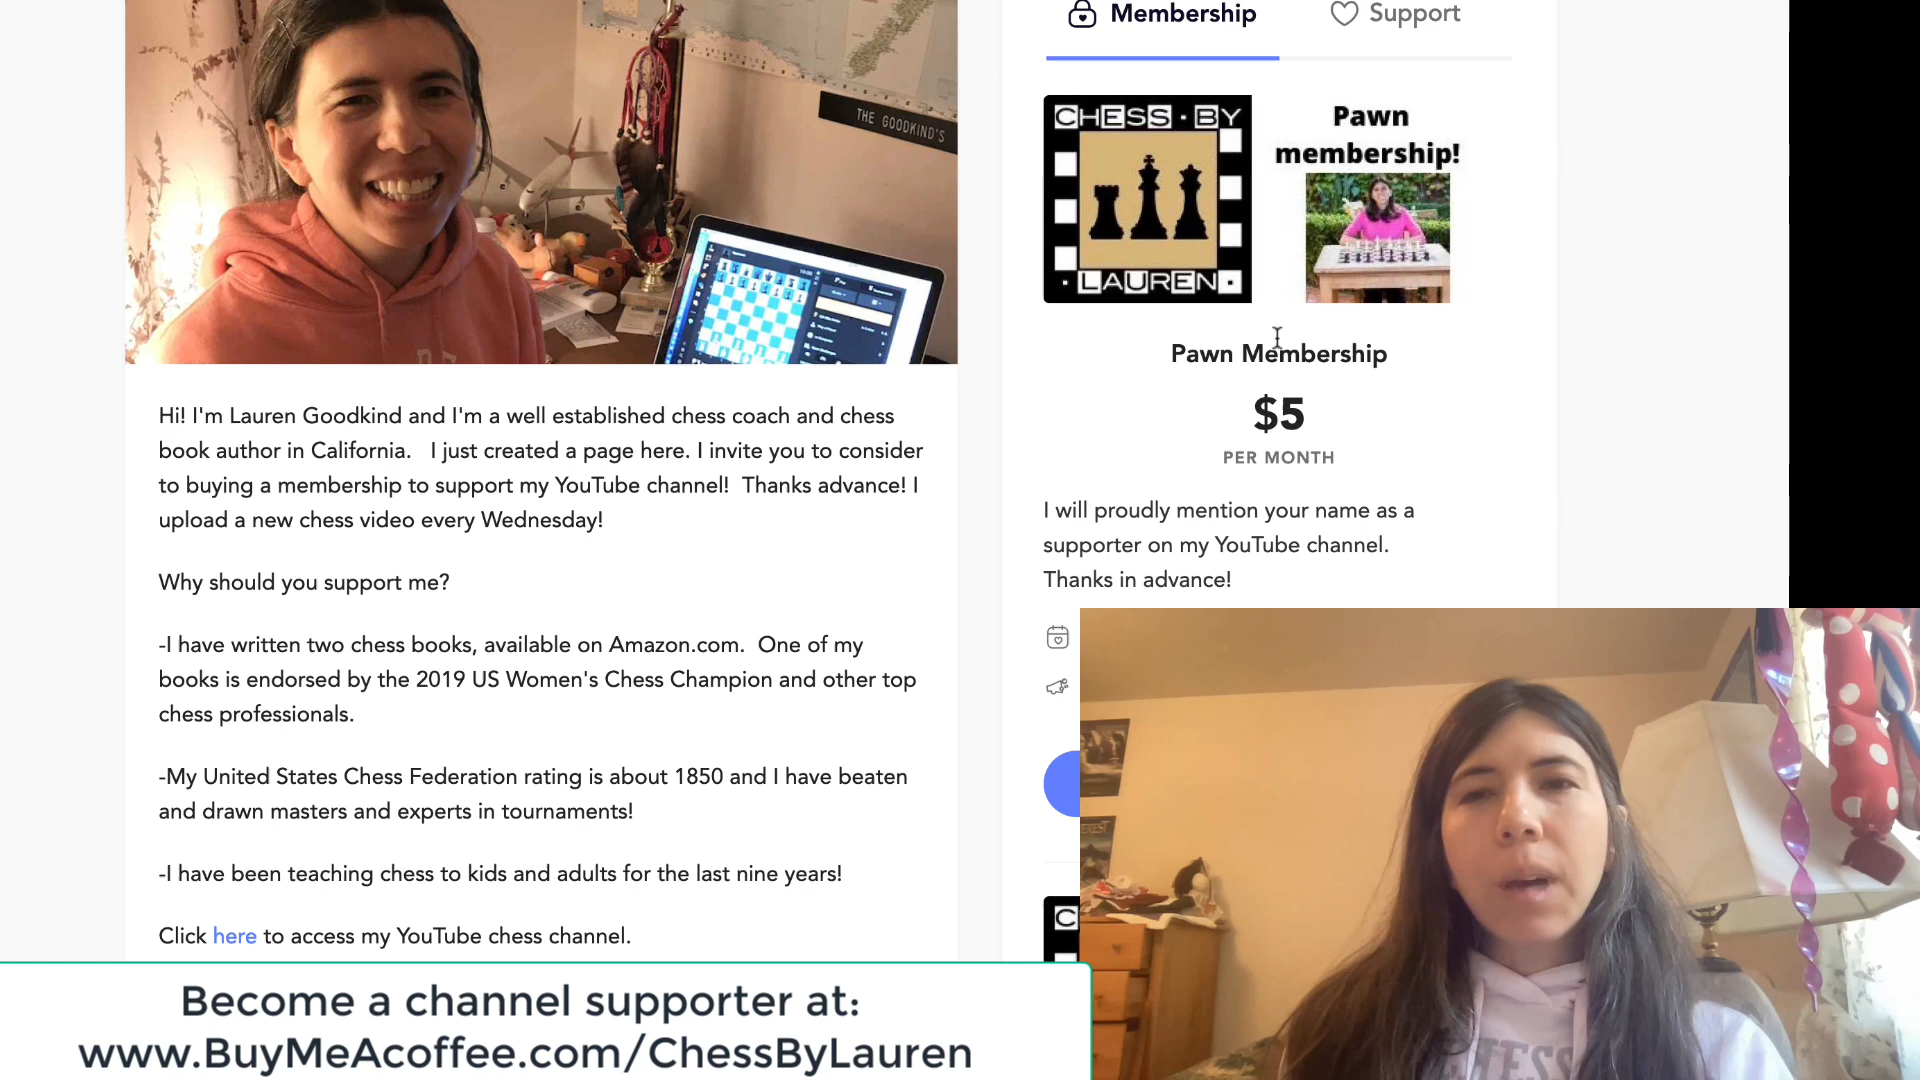 THE GOODKIND'S
Hi! I'm Lauren Goodkind and I'm a well established chess coach and chess
book author in California.   I just created a page here. I invite you to consider
to buying a membership to support my YouTube channel!  Thanks advance! I
upload a new chess video every Wednesday!
Why should you support me?
-I have written two chess books, available on Amazon.com.  One of my
books is endorsed by the 2019 US Women's Chess Champion and other top
chess professionals.
-My United States Chess Federation rating is about 1850 and I have beaten
and drawn masters and experts in tournaments!
-I have been teaching chess to kids and adults for the last nine years!
Click here to access my YouTube chess channel.
Membership
Support
CHESS · BY
· LAUREN ·
Pawn
membership!
Pawn Membership
$5
PER MONTH
I will proudly mention your name as a
supporter on my YouTube channel.
Thanks in advance!
C
CHESS
Become a channel supporter at:
www.BuyMeAcoffee.com/ChessByLauren